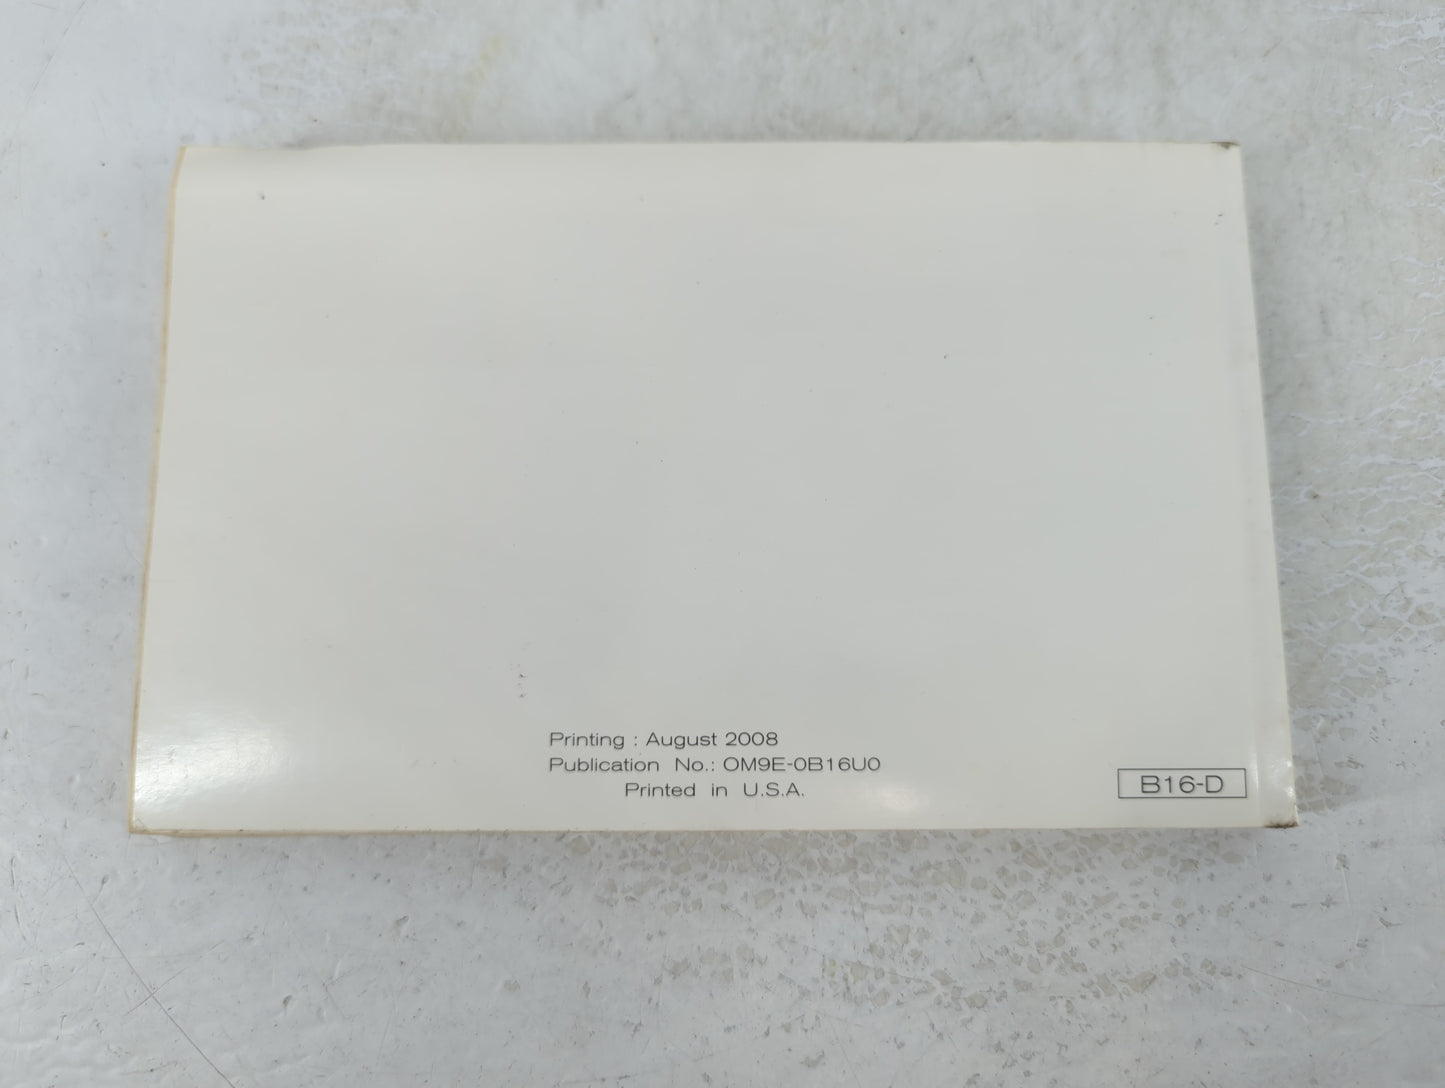 Printing : August 2008
Publication No.: OM9E-0B16U0
Printed in U.S.A.
B16-D